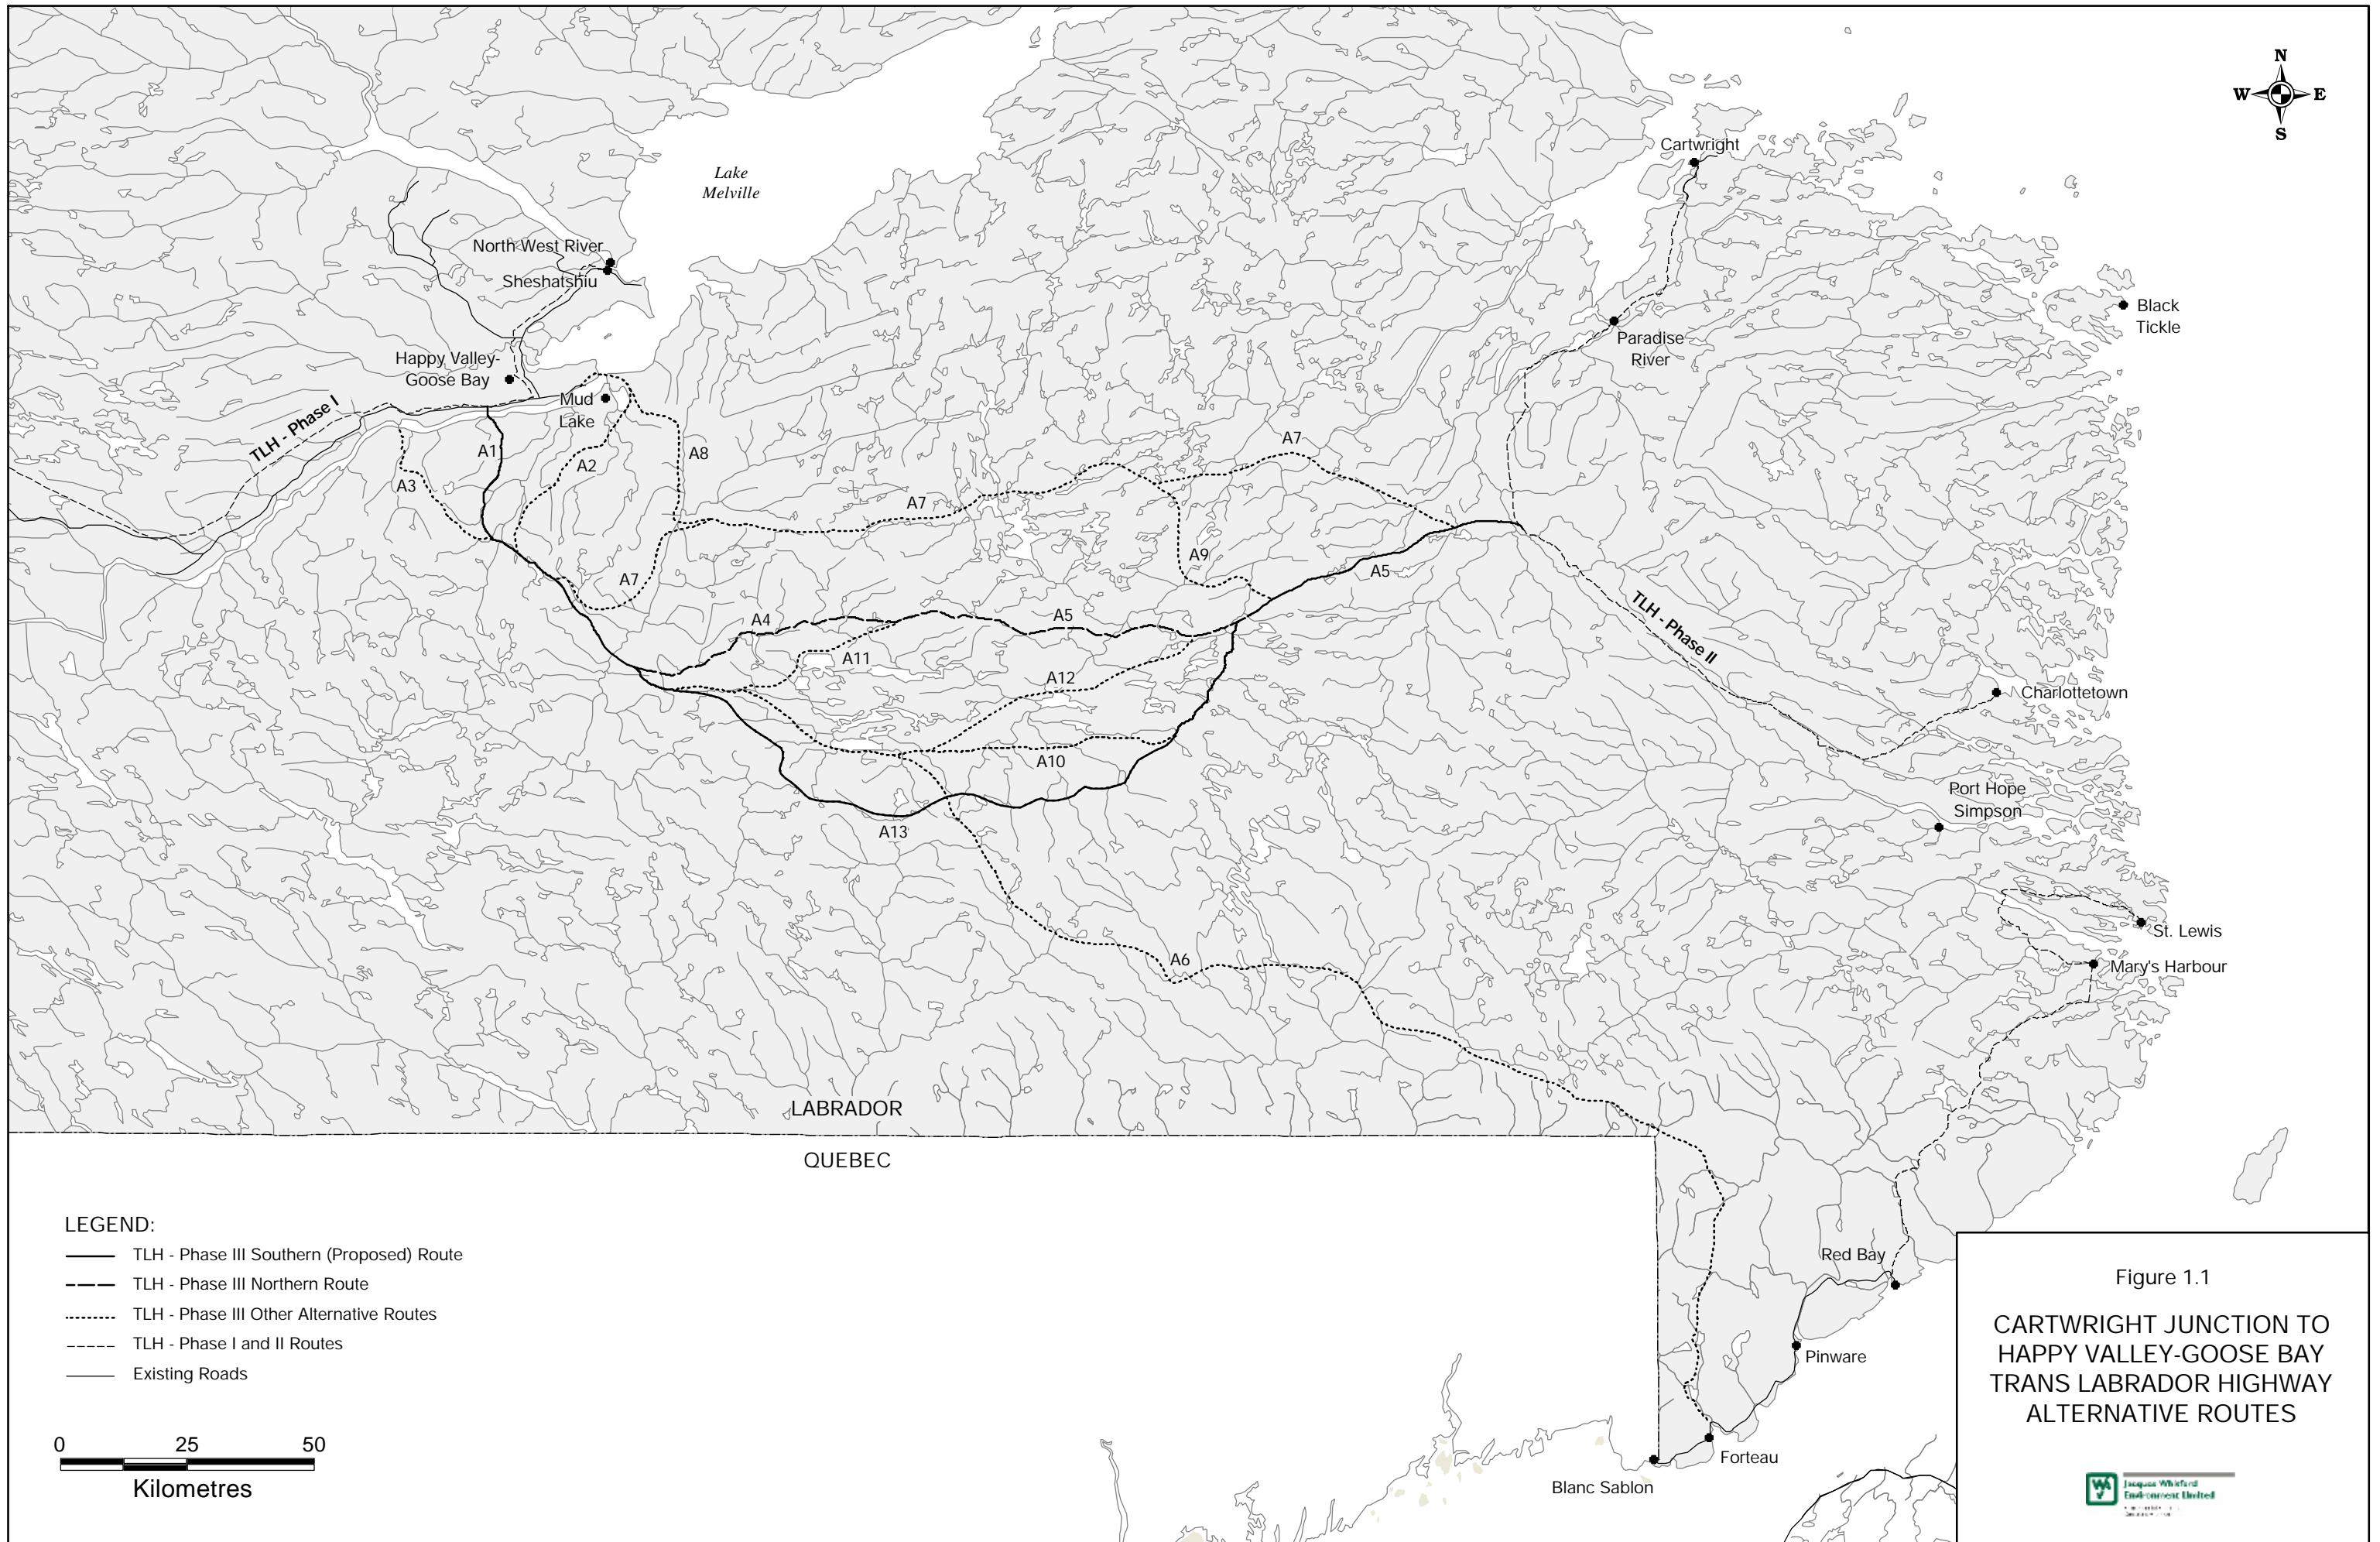 N
W E
S
Cartwright
Lake
Melville
North West River
Sheshatshiu
Black
Tickle
Paradise
River
Happy Valley-
Goose Bay
Mud
Lake
TLH - Phase I
A1
A2
A3
A8
A7
A7
A9
A5
A7
A4
A5
A11
A12
TLH - Phase II
Charlottetown
A10
A13
Port Hope
Simpson
St. Lewis
A6
Mary's Harbour
LABRADOR
QUEBEC
Red Bay
Pinware
Forteau
Blanc Sablon
LEGEND:
TLH - Phase III Southern (Proposed) Route
TLH - Phase III Northern Route
TLH - Phase III Other Alternative Routes
TLH - Phase I and II Routes
Existing Roads
0 25 50
Kilometres
Figure 1.1
CARTWRIGHT JUNCTION TO
HAPPY VALLEY-GOOSE BAY
TRANS LABRADOR HIGHWAY
ALTERNATIVE ROUTES
Jacques Whitford
Environment Limited